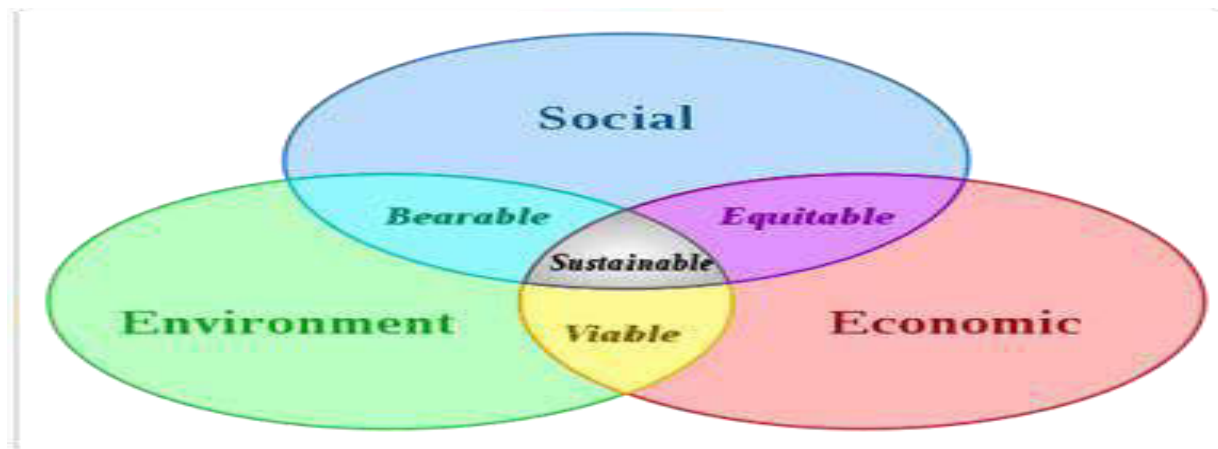 Social
Bearable
Equitable
Sustainable
Environment
Viable
Economic